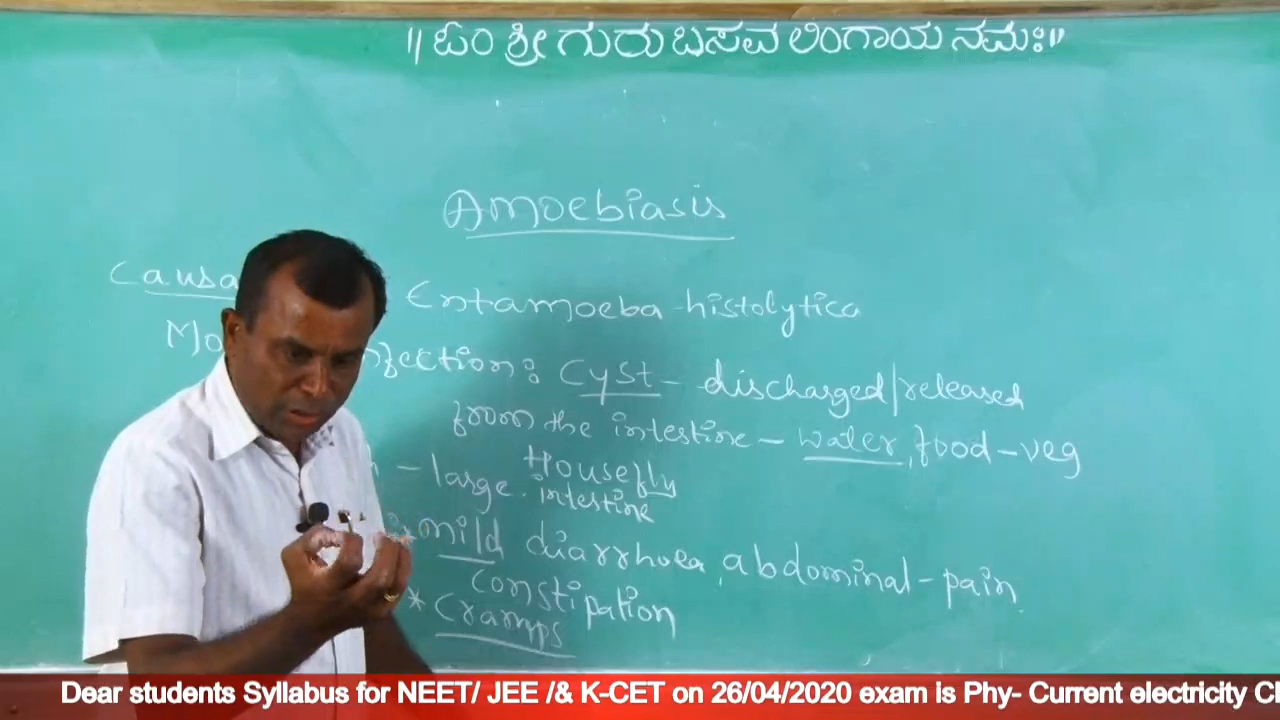 || ಓಂ ಶ್ರೀ ಗುರು ಬಸವ ಲಿಂಗಾಯ ನಮಃ ||
Amoebiasis
Causa Entamoeba-histolytica
Mo nfection: Cyst - discharged/released
from the intestine - water, food - veg
Housefly
n - large intestine
* mild diarrhoea, abdominal - pain
constipation
* Cramps
Dear students Syllabus for NEET/ JEE /& K-CET on 26/04/2020 exam is Phy- Current electricity C